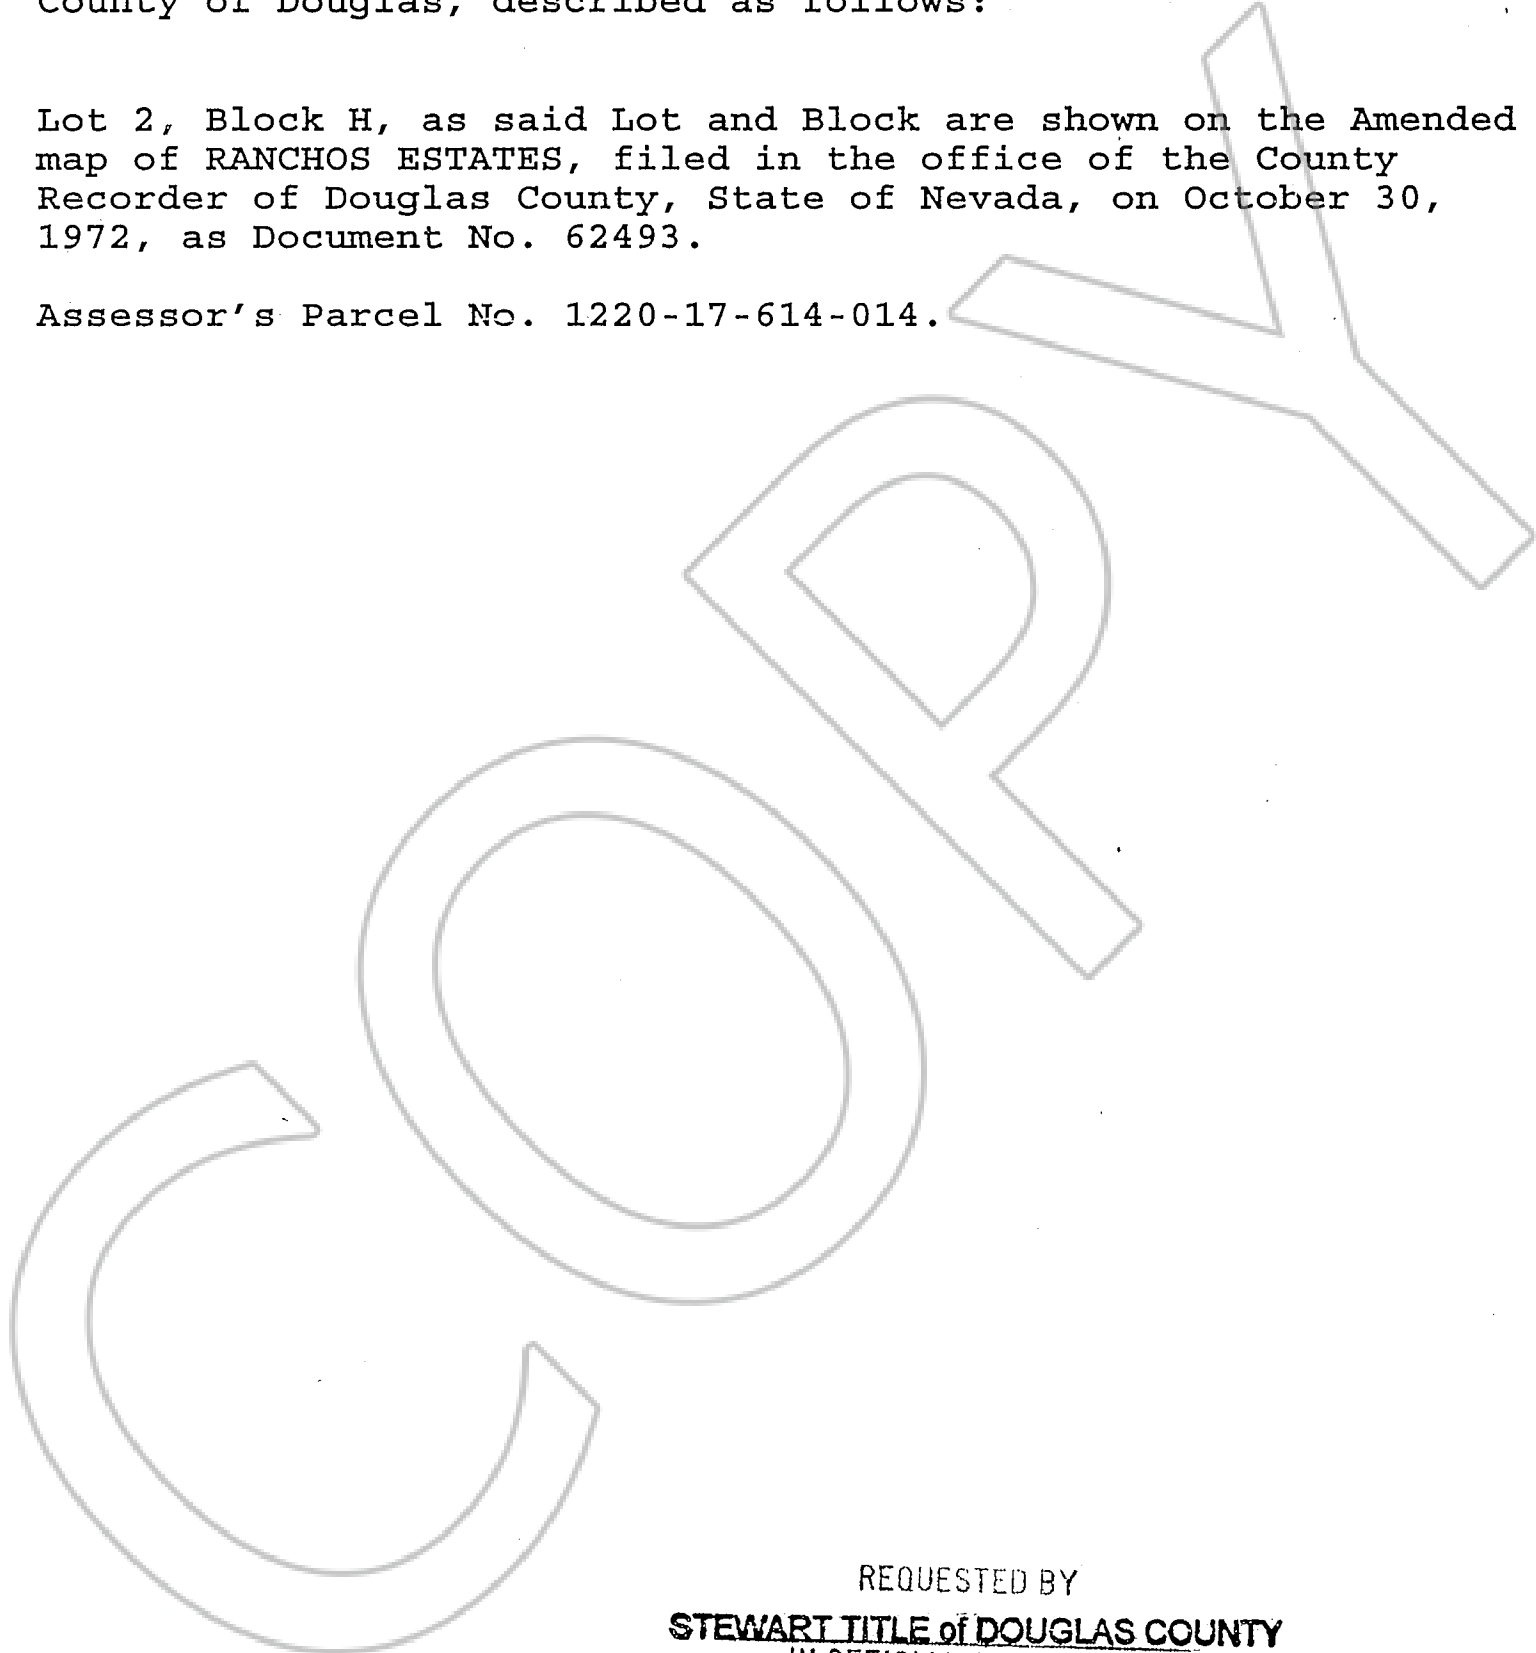 County of Douglas, described as follows:
Lot 2, Block H, as said Lot and Block are shown on the Amended
map of RANCHOS ESTATES, filed in the office of the County
Recorder of Douglas County, State of Nevada, on October 30,
1972, as Document No. 62493.
Assessor's Parcel No. 1220-17-614-014.
COPY
REQUESTED BY
STEWART TITLE of DOUGLAS COUNTY